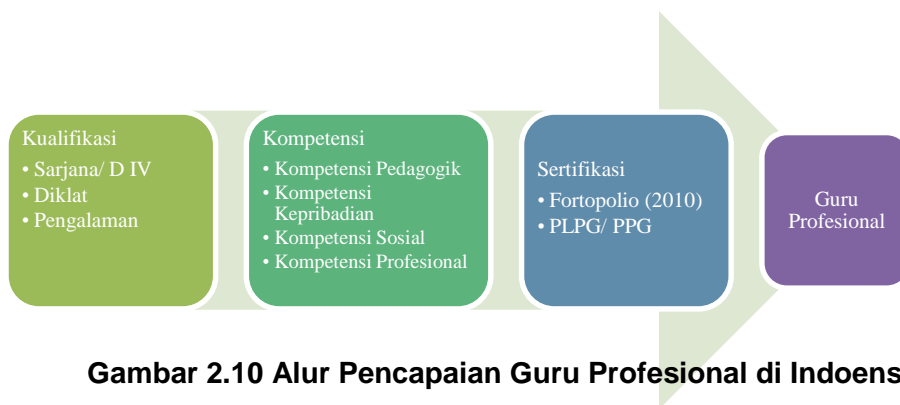 Kualifikasi
• Sarjana/ D IV
• Diklat
• Pengalaman
Kompetensi
• Kompetensi Pedagogik
• Kompetensi
Kepribadian
• Kompetensi Sosial
• Kompetensi Profesional
Sertifikasi
• Fortopolio (2010)
• PLPG/ PPG
Guru
Profesional
Gambar 2.10 Alur Pencapaian Guru Profesional di Indoens